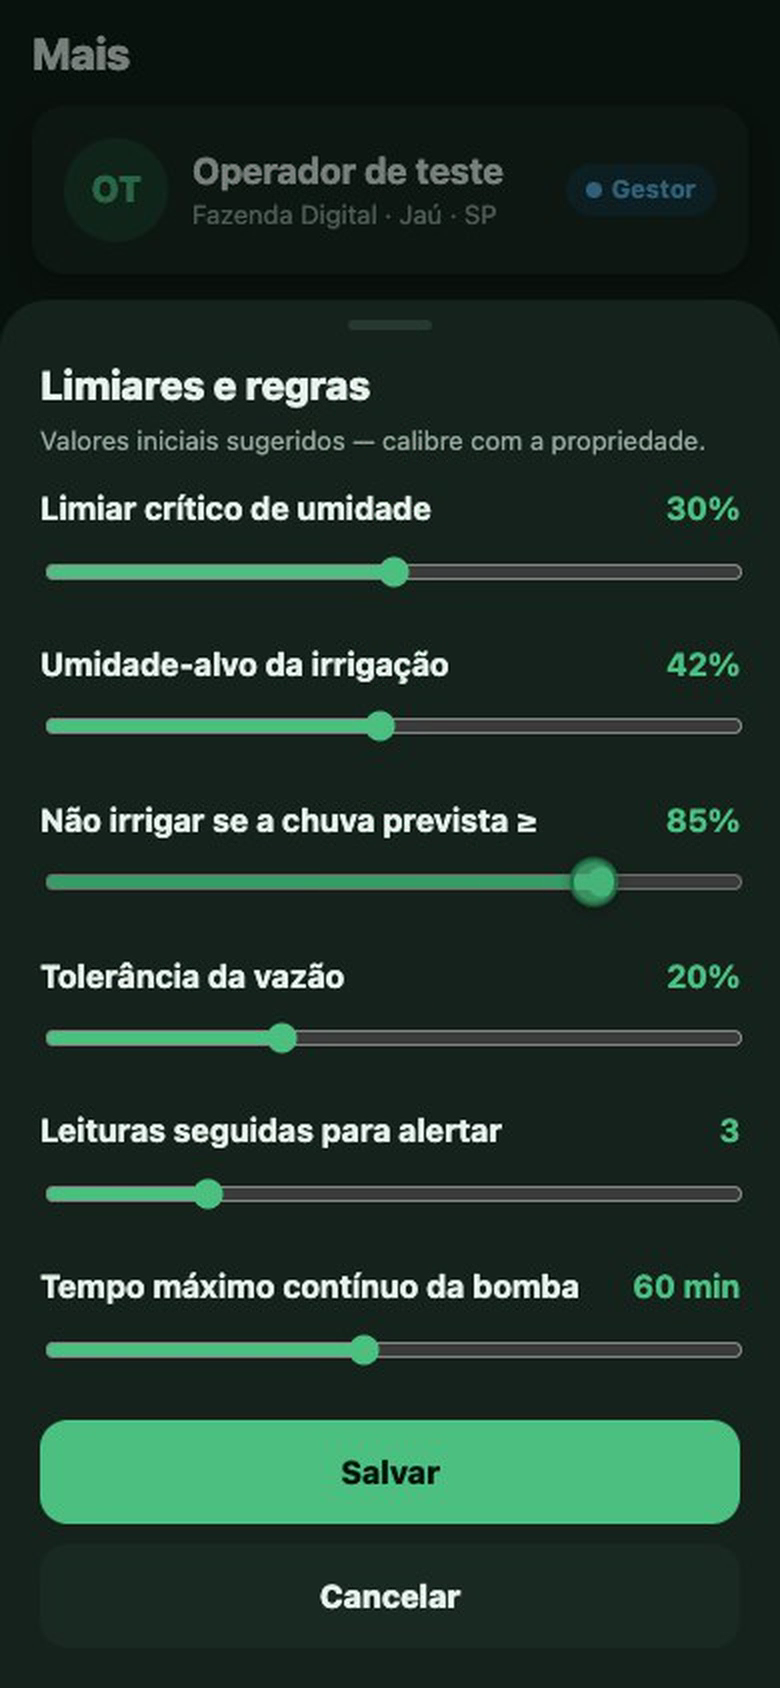 Mais
OT
Operador de teste
Gestor
Fazenda Digital · Jaú · SP
Limiares e regras
Valores iniciais sugeridos — calibre com a propriedade.
Limiar crítico de umidade 30%
Umidade-alvo da irrigação 42%
Não irrigar se a chuva prevista ≥ 85%
Tolerância da vazão 20%
Leituras seguidas para alertar 3
Tempo máximo contínuo da bomba 60 min
Salvar
Cancelar